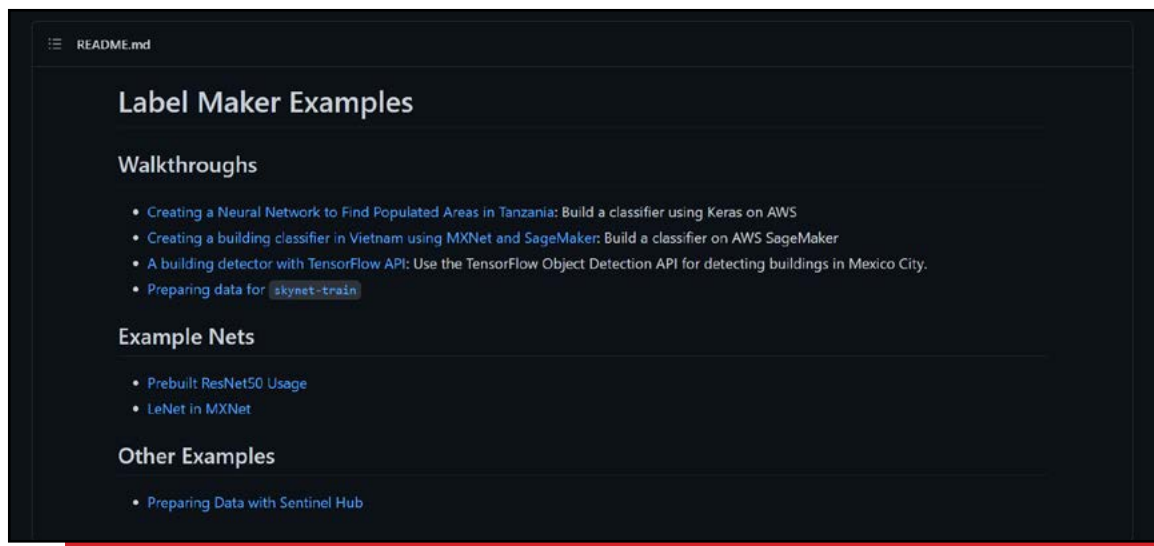 README.md
Label Maker Examples
Walkthroughs
• Creating a Neural Network to Find Populated Areas in Tanzania: Build a classifier using Keras on AWS
• Creating a building classifier in Vietnam using MXNet and SageMaker: Build a classifier on AWS SageMaker
• A building detector with TensorFlow API: Use the TensorFlow Object Detection API for detecting buildings in Mexico City.
• Preparing data for skynet-train
Example Nets
• Prebuilt ResNet50 Usage
• LeNet in MXNet
Other Examples
• Preparing Data with Sentinel Hub